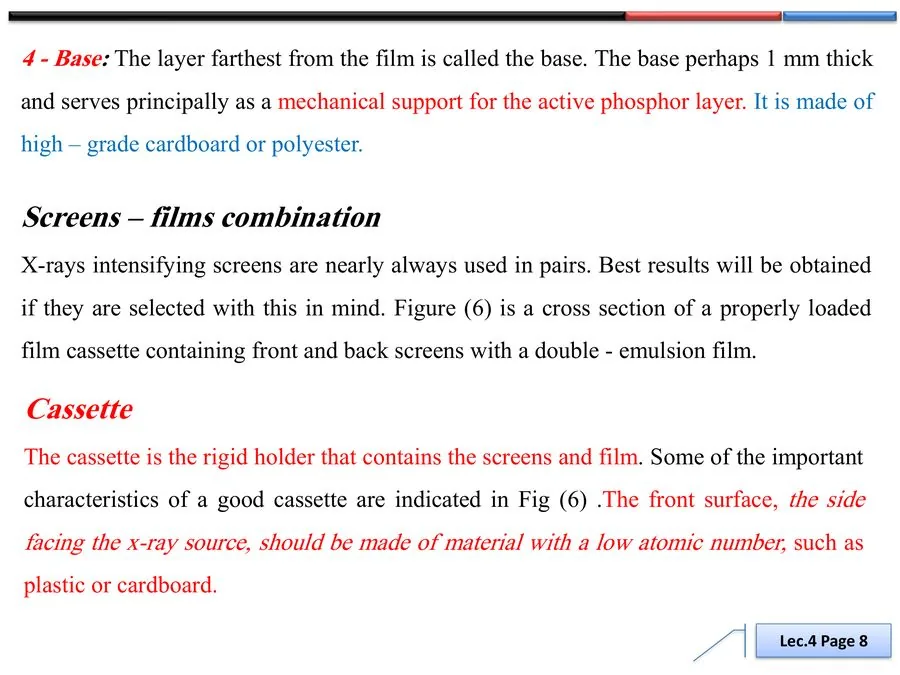 4 - Base: The layer farthest from the film is called the base. The base perhaps 1 mm thick
and serves principally as a mechanical support for the active phosphor layer. It is made of
high – grade cardboard or polyester.
Screens – films combination
X-rays intensifying screens are nearly always used in pairs. Best results will be obtained
if they are selected with this in mind. Figure (6) is a cross section of a properly loaded
film cassette containing front and back screens with a double - emulsion film.
Cassette
The cassette is the rigid holder that contains the screens and film. Some of the important
characteristics of a good cassette are indicated in Fig (6) .The front surface, the side
facing the x-ray source, should be made of material with a low atomic number, such as
plastic or cardboard.
Lec.4 Page 8